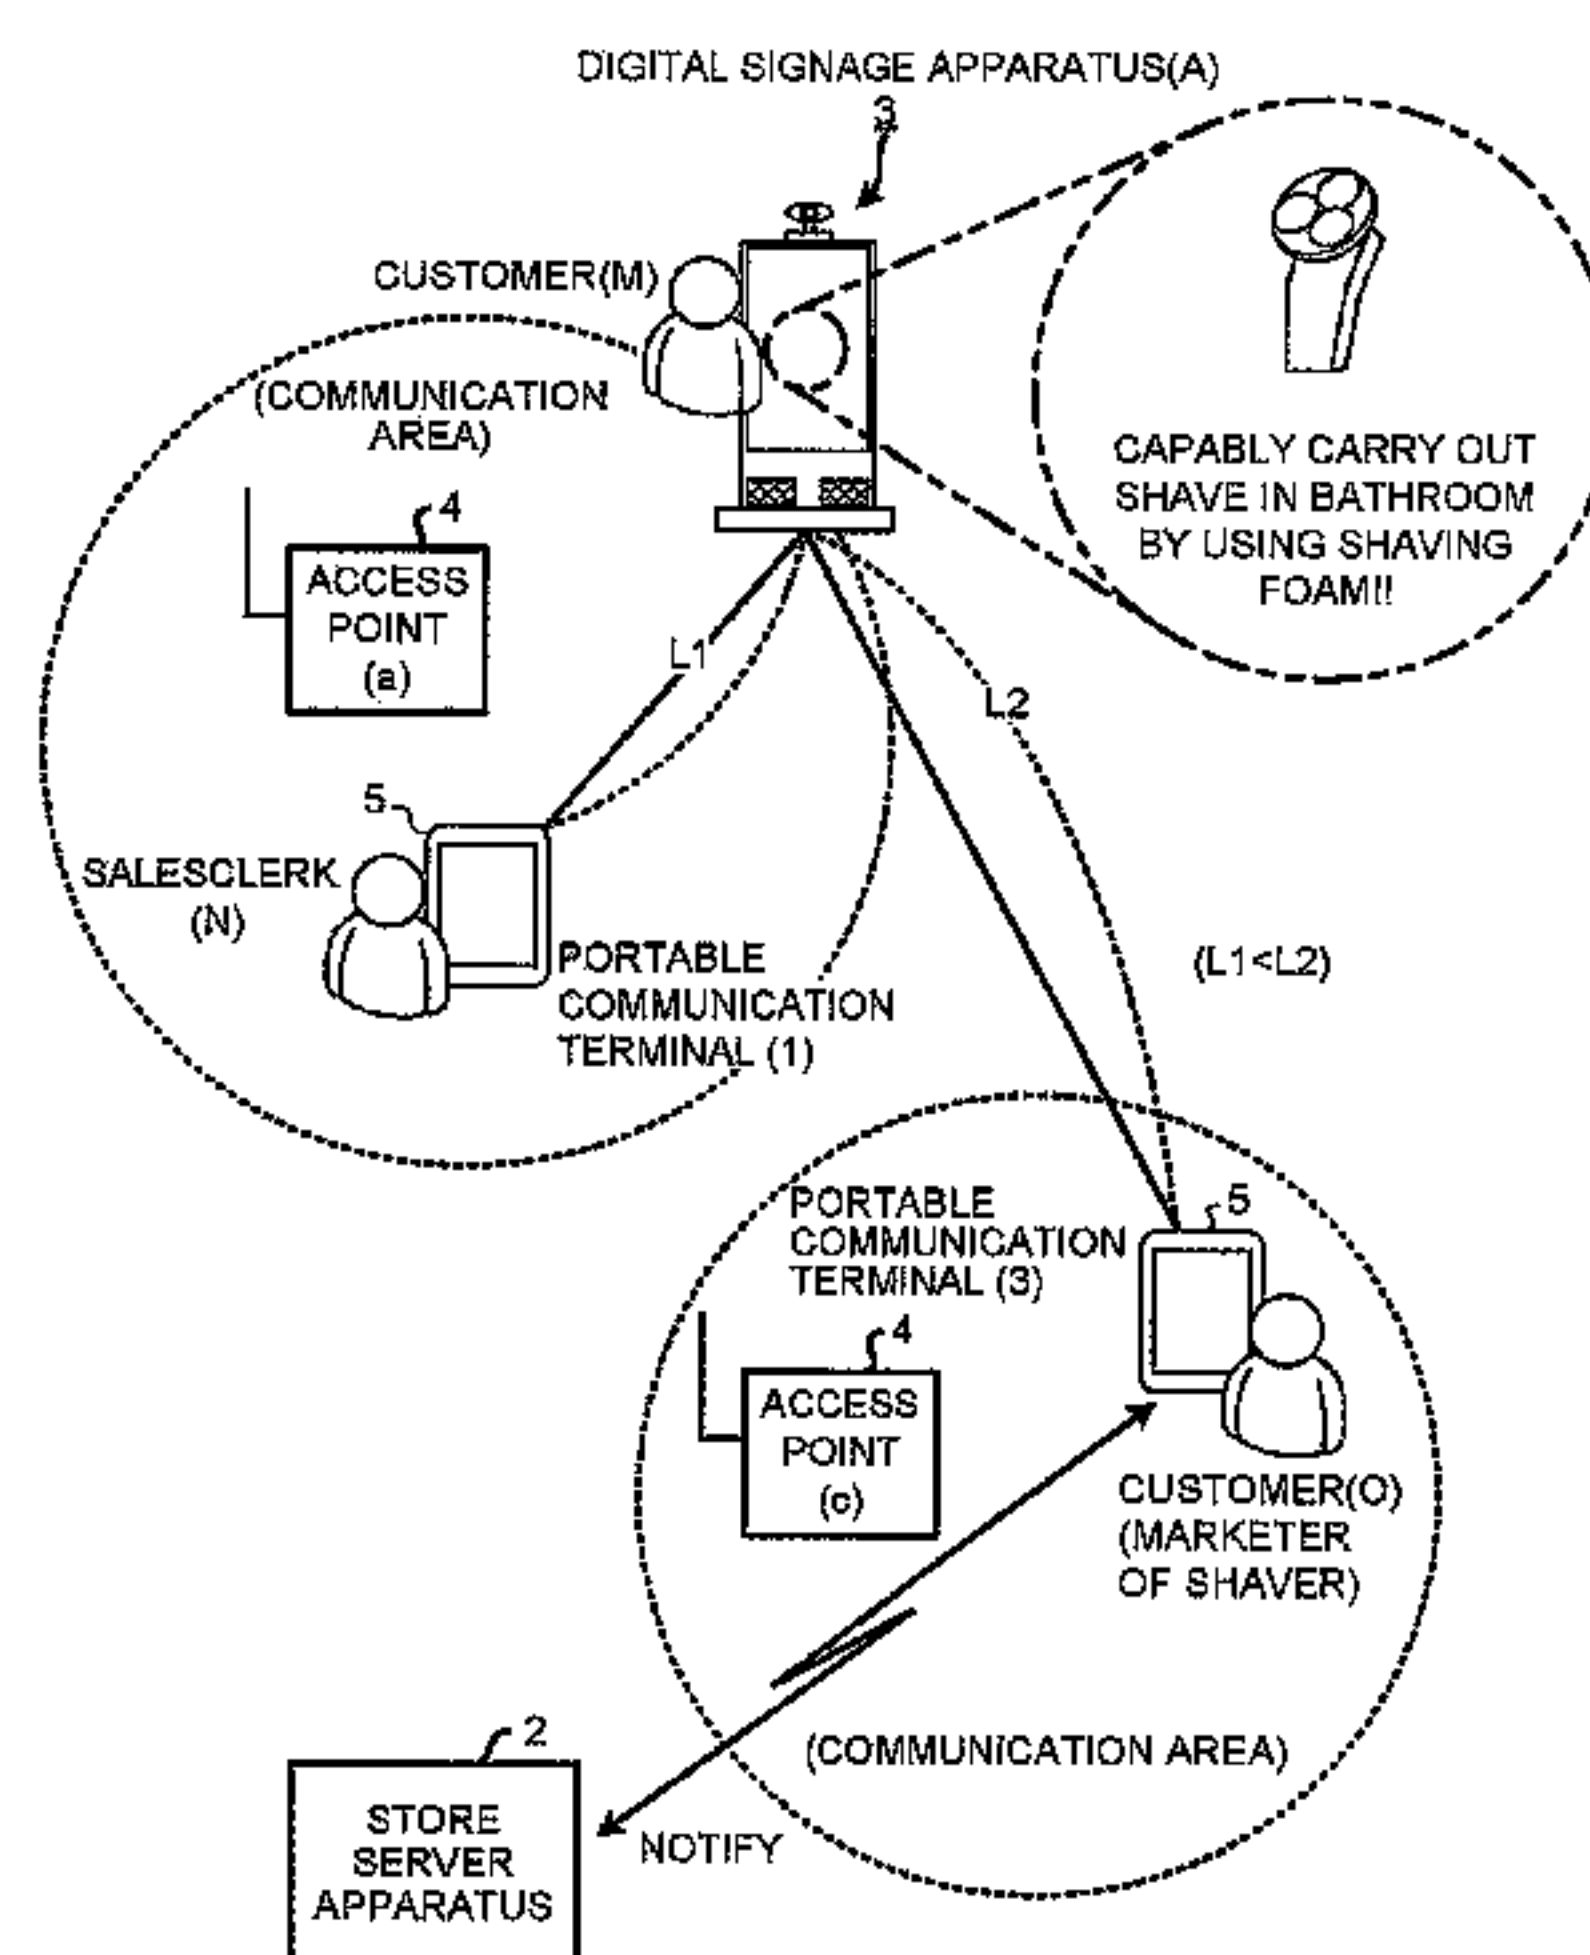 DIGITAL SIGNAGE APPARATUS(A)
3
CUSTOMER(M)
(COMMUNICATION
AREA)
4
ACCESS
POINT
(a)
CAPABLY CARRY OUT
SHAVE IN BATHROOM
BY USING SHAVING
FOAM!!
L1
L2
5
SALESCLERK
(N)
PORTABLE
COMMUNICATION
TERMINAL (1)
(L1<L2)
PORTABLE
COMMUNICATION
TERMINAL (3)
5
4
ACCESS
POINT
(c)
CUSTOMER(O)
(MARKETER
OF SHAVER)
(COMMUNICATION AREA)
2
STORE
SERVER
APPARATUS
NOTIFY